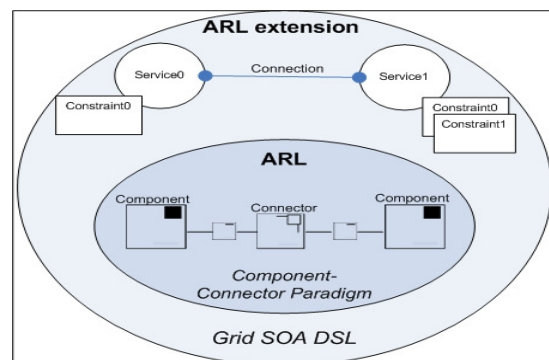 ARL extension
Service0
Connection
Service1
Constraint0
Constraint0
Constraint1
ARL
Component
Connector
Component
Component-
Connector Paradigm
Grid SOA DSL